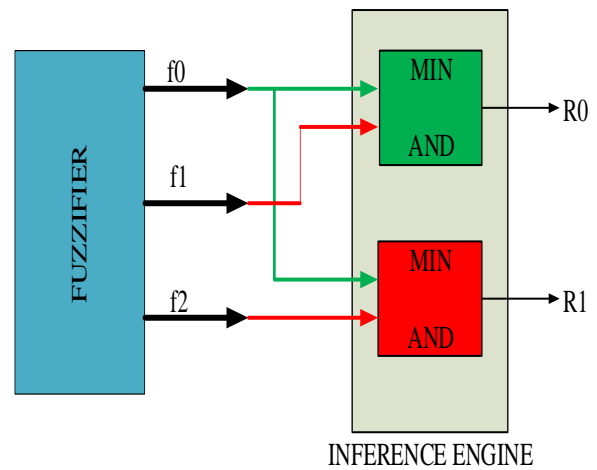 FUZZIFIER
f0
f1
f2
MIN
AND
R0
MIN
AND
R1
INFERENCE ENGINE